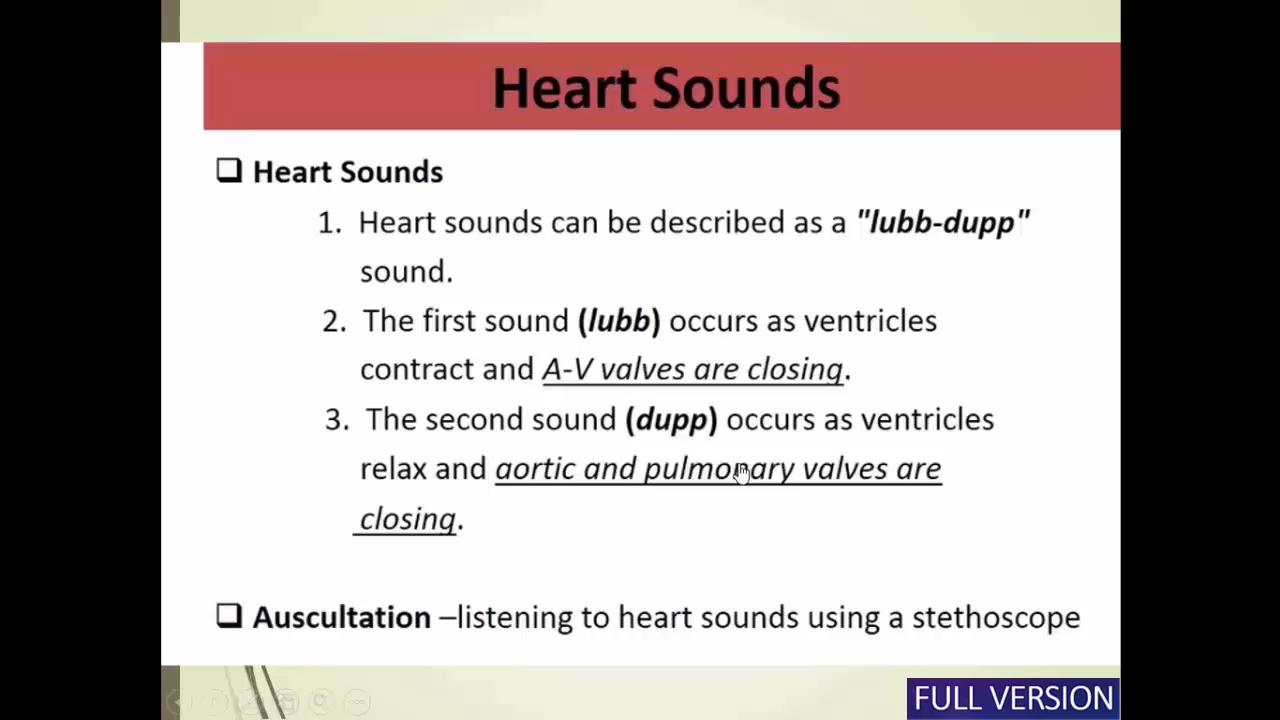 Heart Sounds
❑ Heart Sounds
1. Heart sounds can be described as a "lubb-dupp"
sound.
2. The first sound (lubb) occurs as ventricles
contract and A-V valves are closing.
3. The second sound (dupp) occurs as ventricles
relax and aortic and pulmonary valves are
closing.
❑ Auscultation –listening to heart sounds using a stethoscope
FULL VERSION